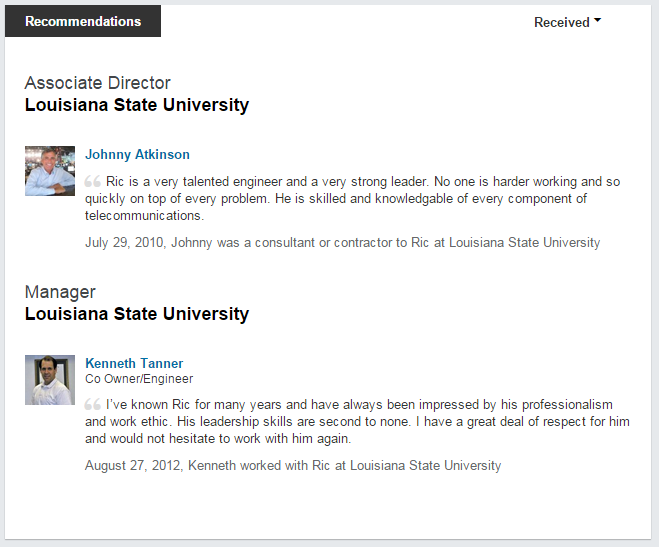 Recommendations
Received
Associate Director
Louisiana State University
Johnny Atkinson
Ric is a very talented engineer and a very strong leader. No one is harder working and so
quickly on top of every problem. He is skilled and knowledgable of every component of
telecommunications.
July 29, 2010, Johnny was a consultant or contractor to Ric at Louisiana State University
Manager
Louisiana State University
Kenneth Tanner
Co Owner/Engineer
I've known Ric for many years and have always been impressed by his professionalism
and work ethic. His leadership skills are second to none. I have a great deal of respect for him
and would not hesitate to work with him again.
August 27, 2012, Kenneth worked with Ric at Louisiana State University